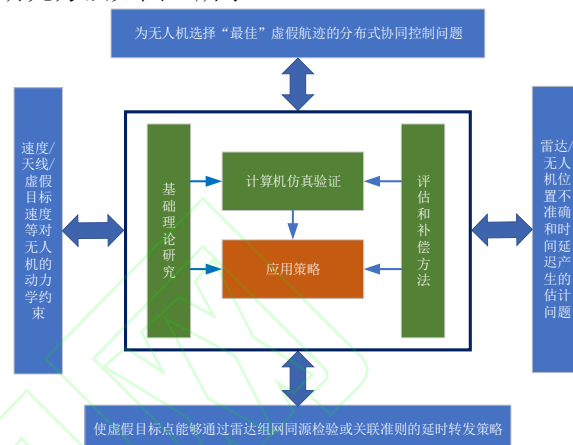 为无人机选择“最佳”虚假航迹的分布式协同控制问题
速度/
天线/
虚假
目标
速度
等对
无人
机的
动力
学约
束
基
础
理
论
研
究
计算机仿真验证
应用策略
评
估
和
补
偿
方
法
雷达/
无人
机位
置不
准确
和时
间延
迟产
生的
估计
问题
使虚假目标点能够通过雷达组网同源检验或关联准则的延时转发策略